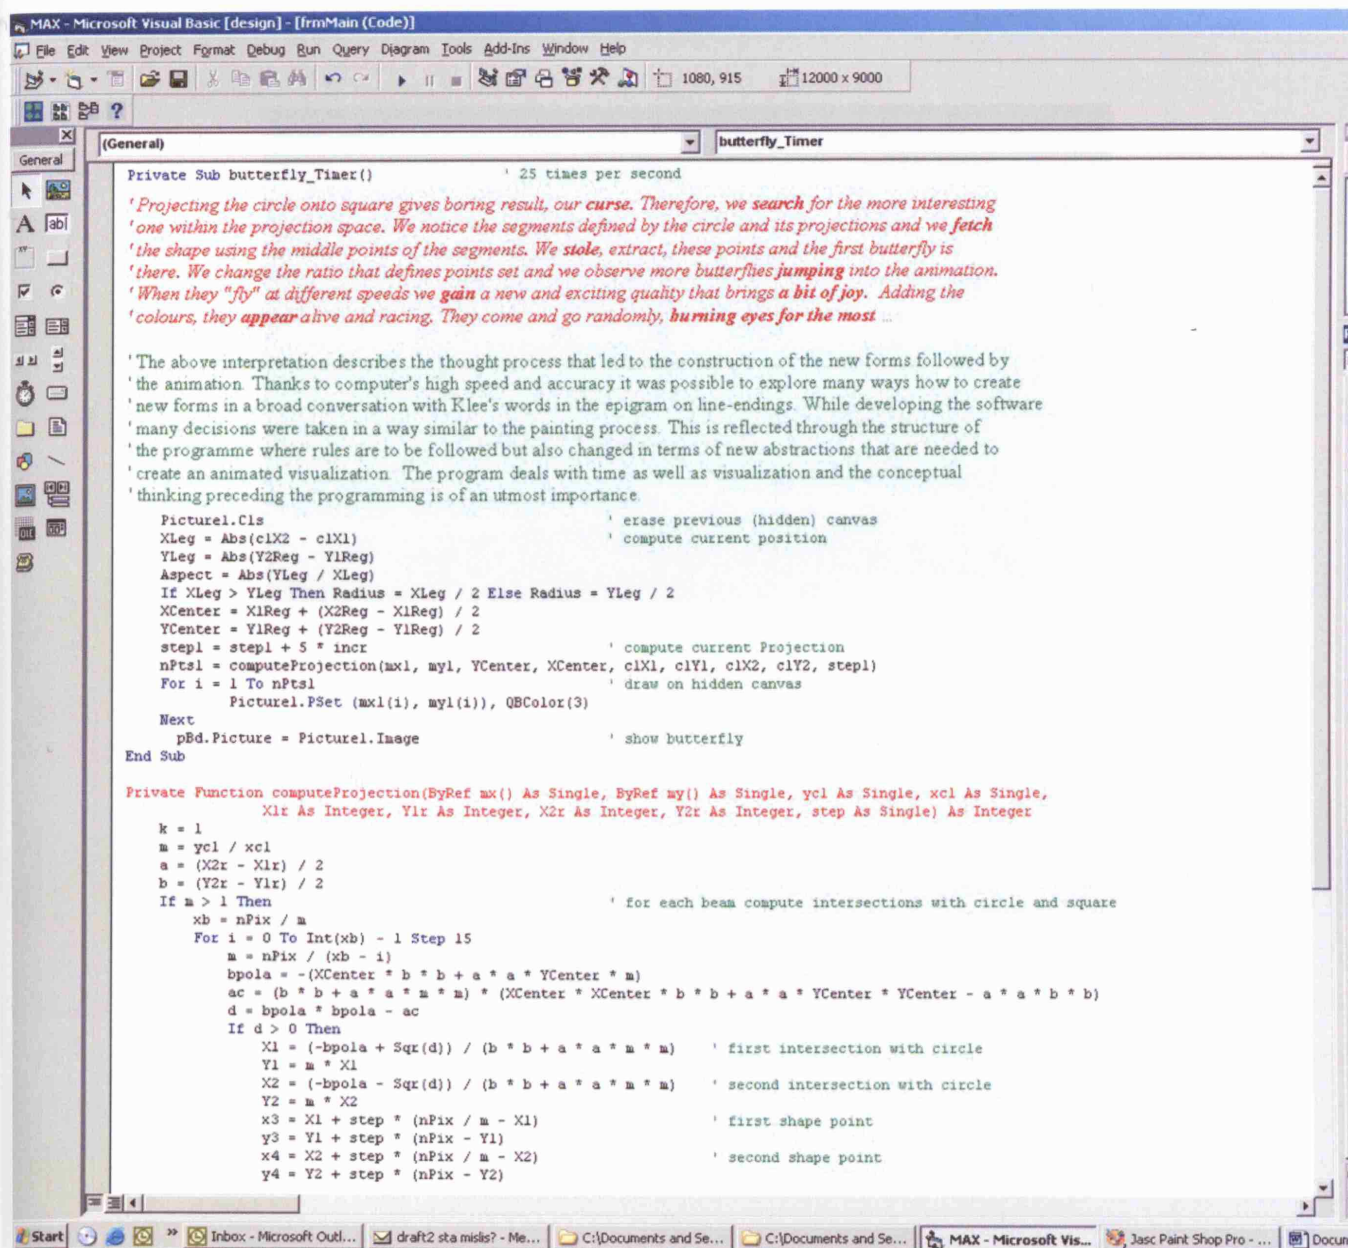 MAX - Microsoft Visual Basic [design] - [frmMain (Code)]
File Edit View Project Format Debug Run Query Diagram Tools Add-Ins Window Help
1080, 915 12000 x 9000
(General) butterfly_Timer
General
Private Sub butterfly_Timer() ' 25 times per second
' Projecting the circle onto square gives boring result, our curse. Therefore, we search for the more interesting
' one within the projection space. We notice the segments defined by the circle and its projections and we fetch
' the shape using the middle points of the segments. We stole, extract, these points and the first butterfly is
' there. We change the ratio that defines points set and we observe more butterflies jumping into the animation.
' When they "fly" at different speeds we gain a new and exciting quality that brings a bit of joy. Adding the
' colours, they appear alive and racing. They come and go randomly, burning eyes for the most ...
' The above interpretation describes the thought process that led to the construction of the new forms followed by
' the animation. Thanks to computer's high speed and accuracy it was possible to explore many ways how to create
' new forms in a broad conversation with Klee's words in the epigram on line-endings. While developing the software
' many decisions were taken in a way similar to the painting process. This is reflected through the structure of
' the programme where rules are to be followed but also changed in terms of new abstractions that are needed to
' create an animated visualization. The program deals with time as well as visualization and the conceptual
' thinking preceding the programming is of an utmost importance.
Picture1.Cls ' erase previous (hidden) canvas
XLeg = Abs(clX2 - clX1) ' compute current position
YLeg = Abs(Y2Reg - Y1Reg)
Aspect = Abs(YLeg / XLeg)
If XLeg > YLeg Then Radius = XLeg / 2 Else Radius = YLeg / 2
XCenter = X1Reg + (X2Reg - X1Reg) / 2
YCenter = Y1Reg + (Y2Reg - Y1Reg) / 2
step1 = step1 + 5 * incr ' compute current Projection
nPts1 = computeProjection(mx1, my1, YCenter, XCenter, clX1, clY1, clX2, clY2, step1)
For i = 1 To nPts1 ' draw on hidden canvas
Picture1.PSet (mx1(i), my1(i)), QBColor(3)
Next
pBd.Picture = Picture1.Image ' show butterfly
End Sub
Private Function computeProjection(ByRef mx() As Single, ByRef my() As Single, ycl As Single, xcl As Single,
X1r As Integer, Y1r As Integer, X2r As Integer, Y2r As Integer, step As Single) As Integer
k = 1
m = ycl / xcl
a = (X2r - X1r) / 2
b = (Y2r - Y1r) / 2
If m > 1 Then ' for each beam compute intersections with circle and square
xb = nPix / m
For i = 0 To Int(xb) - 1 Step 15
m = nPix / (xb - i)
bpola = -(XCenter * b * b + a * a * YCenter * m)
ac = (b * b + a * a * m * m) * (XCenter * XCenter * b * b + a * a * YCenter * YCenter - a * a * b * b)
d = bpola * bpola - ac
If d > 0 Then
X1 = (-bpola + Sqr(d)) / (b * b + a * a * m * m) ' first intersection with circle
Y1 = m * X1
X2 = (-bpola - Sqr(d)) / (b * b + a * a * m * m) ' second intersection with circle
Y2 = m * X2
x3 = X1 + step * (nPix / m - X1) ' first shape point
y3 = Y1 + step * (nPix - Y1)
x4 = X2 + step * (nPix / m - X2) ' second shape point
y4 = Y2 + step * (nPix - Y2)
Start Inbox - Microsoft Outl... draft2 sta mislis? - Me... C:\Documents and Se... C:\Documents and Se... MAX - Microsoft Vis... Jasc Paint Shop Pro - ... Docum